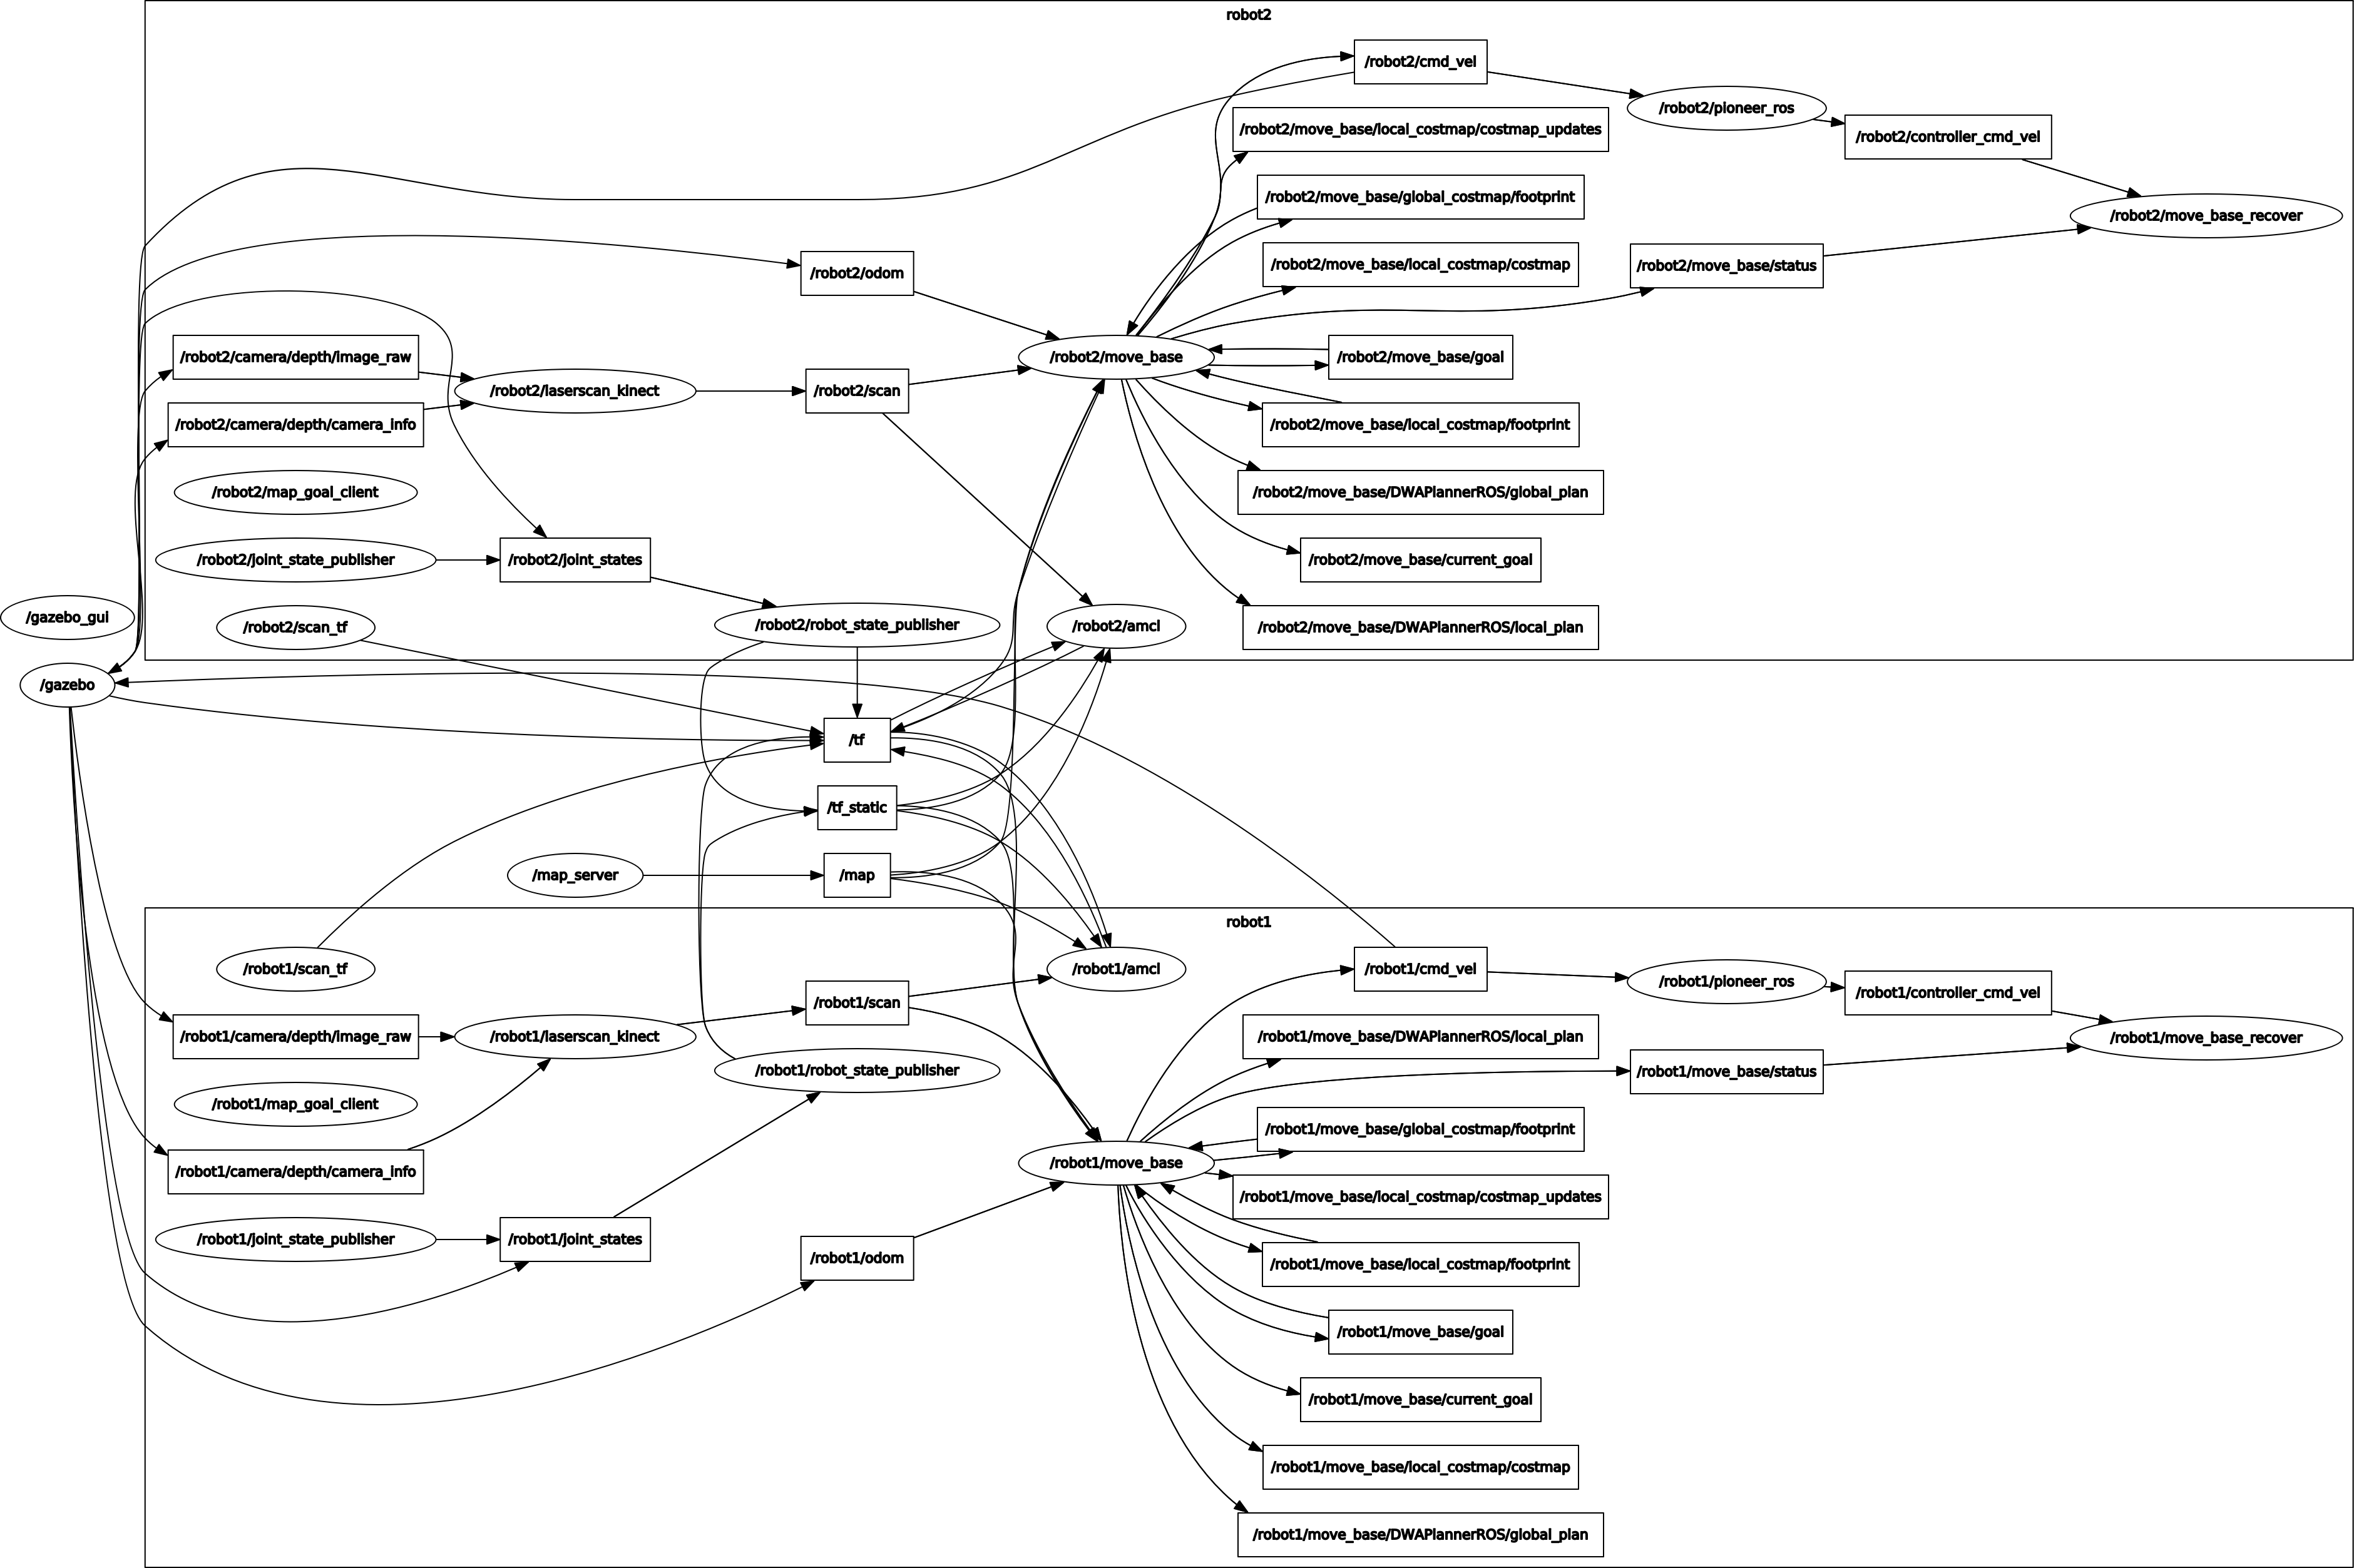 robot2
/robot2/cmd_vel
/robot2/pioneer_ros
/robot2/move_base/local_costmap/costmap_updates
/robot2/controller_cmd_vel
/robot2/move_base/global_costmap/footprint
/robot2/move_base_recover
/robot2/odom
/robot2/move_base/local_costmap/costmap
/robot2/move_base/status
/robot2/camera/depth/image_raw
/robot2/move_base
/robot2/move_base/goal
/robot2/laserscan_kinect
/robot2/scan
/robot2/camera/depth/camera_info
/robot2/move_base/local_costmap/footprint
/robot2/map_goal_client
/robot2/move_base/DWAPlannerROS/global_plan
/robot2/joint_state_publisher
/robot2/joint_states
/robot2/move_base/current_goal
/gazebo_gui
/robot2/scan_tf
/robot2/robot_state_publisher
/robot2/amcl
/robot2/move_base/DWAPlannerROS/local_plan
/gazebo
/tf
/tf_static
/map_server
/map
robot1
/robot1/scan_tf
/robot1/amcl
/robot1/cmd_vel
/robot1/pioneer_ros
/robot1/controller_cmd_vel
/robot1/scan
/robot1/camera/depth/image_raw
/robot1/laserscan_kinect
/robot1/move_base/DWAPlannerROS/local_plan
/robot1/move_base_recover
/robot1/robot_state_publisher
/robot1/move_base/status
/robot1/map_goal_client
/robot1/move_base/global_costmap/footprint
/robot1/move_base
/robot1/camera/depth/camera_info
/robot1/move_base/local_costmap/costmap_updates
/robot1/joint_state_publisher
/robot1/joint_states
/robot1/odom
/robot1/move_base/local_costmap/footprint
/robot1/move_base/goal
/robot1/move_base/current_goal
/robot1/move_base/local_costmap/costmap
/robot1/move_base/DWAPlannerROS/global_plan